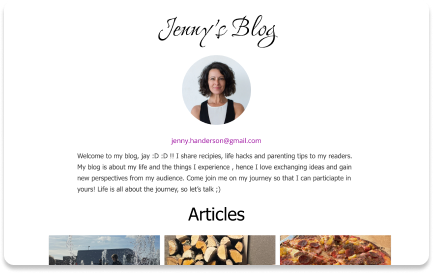 Jenny's Blog
jenny.handerson@gmail.com
Welcome to my blog, jay :D :D !! I share recipies, life hacks and parenting tips to my readers.
My blog is about my life and the things I experience , hence I love exchanging ideas and gain
new perspectives from my audience. Come join me on my journey so that I can particiapte in
yours! Life is all about the journey, so let's talk ;)
Articles